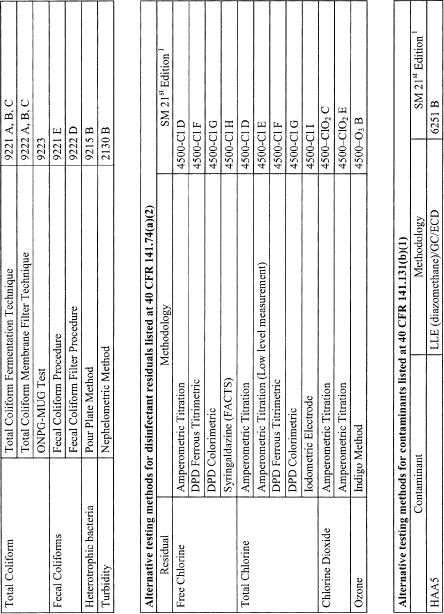 Total Coliform Total Coliform Fermentation Technique 9221 A, B, C
Total Coliform Membrane Filter Technique 9222 A, B, C
ONPG-MUG Test 9223
Fecal Coliforms Fecal Coliform Procedure 9221 E
Fecal Coliform Filter Procedure 9222 D
Heterotrophic bacteria Pour Plate Method 9215 B
Turbidity Nephelometric Method 2130 B
Alternative testing methods for disinfectant residuals listed at 40 CFR 141.74(a)(2)
Residual Methodology SM 21st Edition 1
Free Chlorine Amperometric Titration 4500-Cl D
DPD Ferrous Titrimetric 4500-Cl F
DPD Colorimetric 4500-Cl G
Syringaldazine (FACTS) 4500-Cl H
Total Chlorine Amperometric Titration 4500-Cl D
Amperometric Titration (Low level measurement) 4500-Cl E
DPD Ferrous Titrimetric 4500-Cl F
DPD Colorimetric 4500-Cl G
Iodometric Electrode 4500-Cl I
Chlorine Dioxide Amperometric Titration 4500-ClO2 C
Amperometric Titration 4500-ClO2 E
Ozone Indigo Method 4500-O3 B
Alternative testing methods for contaminants listed at 40 CFR 141.131(b)(1)
Contaminant Methodology SM 21st Edition 1
HAA5 LLE (diazomethane)/GC/ECD 6251 B